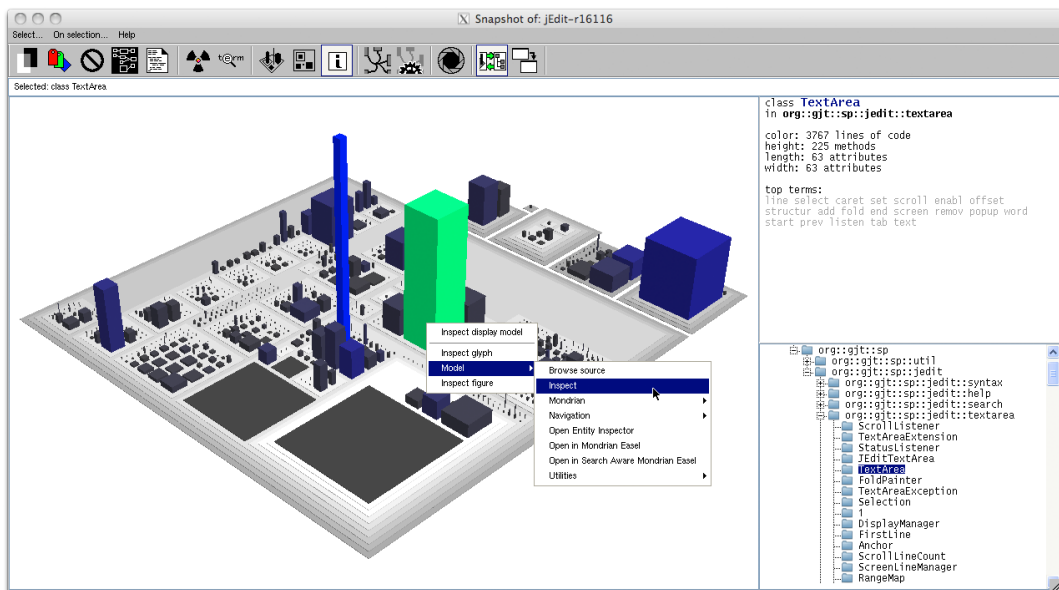 Snapshot of: jEdit-r16116
Select... On selection... Help
term
i
Selected: class TextArea
class TextArea
in org::gjt::sp::jedit::textarea
color: 3767 lines of code
height: 225 methods
length: 63 attributes
width: 63 attributes
top terms:
line select caret set scroll enabl offset
structur add fold end screen remov popup word
start prev listen tab text
Inspect display model
Inspect glyph
Model
Inspect figure
Browse source
Inspect
Mondrian
Navigation
Open Entity Inspector
Open in Mondrian Easel
Open in Search Aware Mondrian Easel
Utilities
org::gjt::sp
org::gjt::sp::util
org::gjt::sp::jedit
org::gjt::sp::jedit::syntax
org::gjt::sp::jedit::help
org::gjt::sp::jedit::search
org::gjt::sp::jedit::textarea
ScrollListener
TextAreaExtension
StatusListener
JEditTextArea
TextArea
FoldPainter
TextAreaException
Selection
1
DisplayManager
FirstLine
Anchor
ScrollLineCount
ScreenLineManager
RangeMap